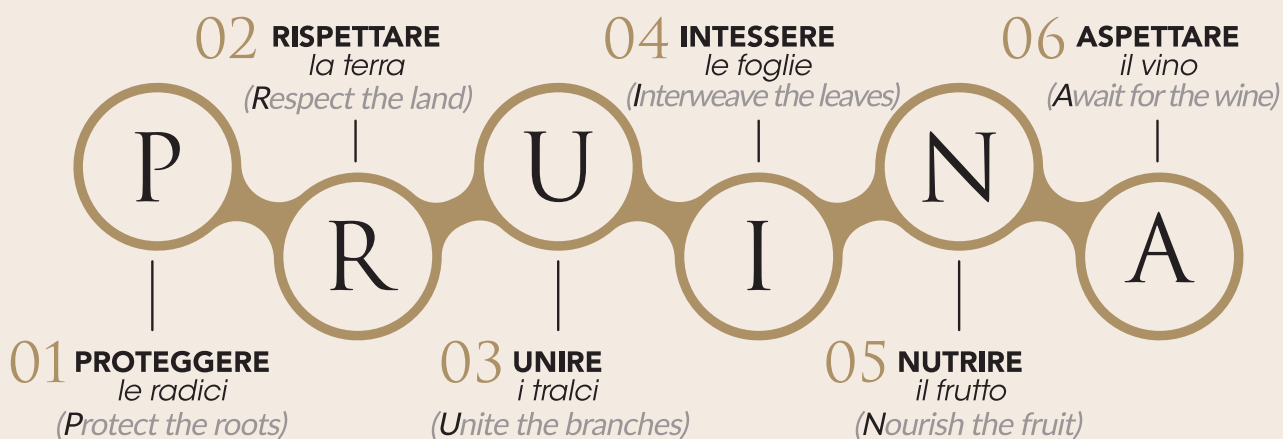 02 RISPETTARE
la terra
(Respect the land)
04 INTESSERE
le foglie
(Interweave the leaves)
06 ASPETTARE
il vino
(Await for the wine)
P R U I N A
01 PROTEGGERE
le radici
(Protect the roots)
03 UNIRE
i tralci
(Unite the branches)
05 NUTRIRE
il frutto
(Nourish the fruit)